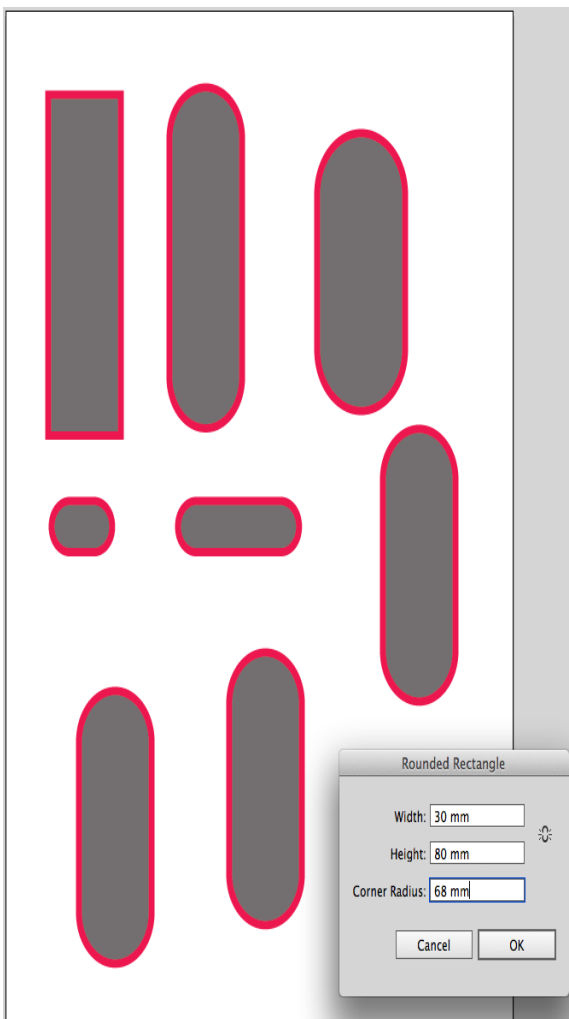 Rounded Rectangle
Width: 30 mm
Height: 80 mm
Corner Radius: 68 mm
Cancel OK